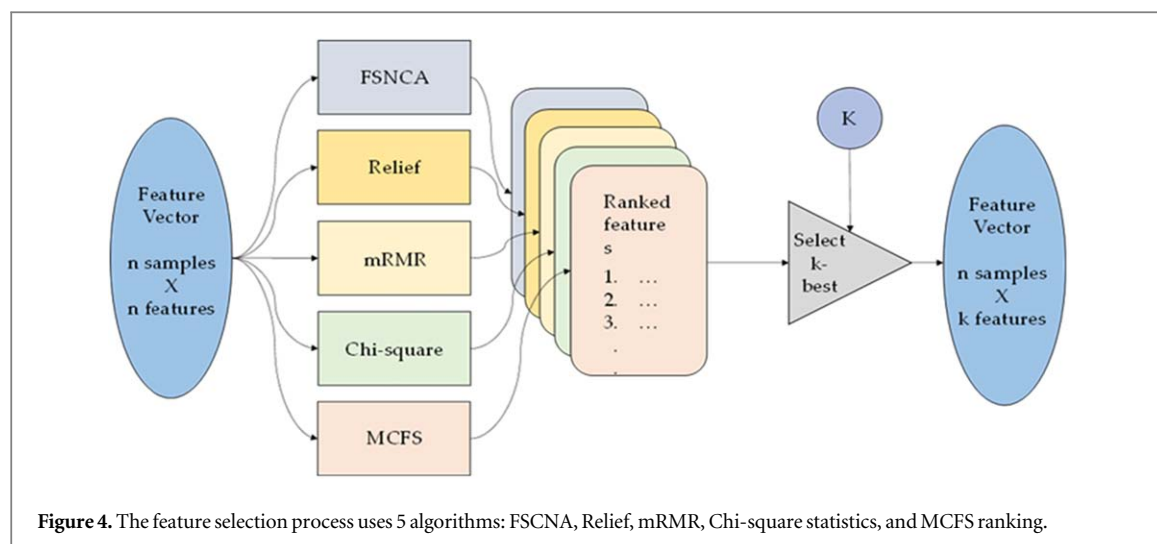 Feature
Vector
n samples
X
n features
FSNCA
Relief
mRMR
Chi-square
MCFS
Ranked
feature
s
1. ...
2. ...
3. ...
.
.
K
Select
k-
best
Feature
Vector
n samples
X
k features
Figure 4. The feature selection process uses 5 algorithms: FSCNA, Relief, mRMR, Chi-square statistics, and MCFS ranking.